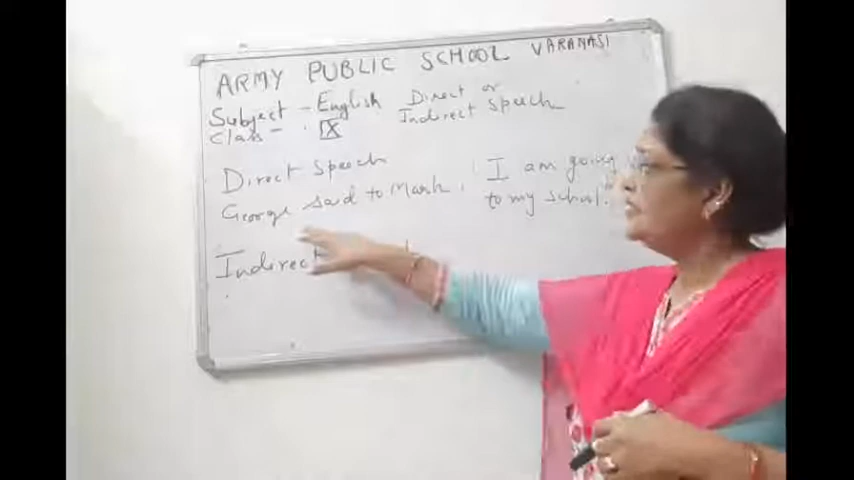 ARMY PUBLIC SCHOOL VARANASI
Subject - English
Class - IX
Direct or
Indirect Speech
Direct Speech
George said to Mark, "I am going
to my school."
Indirect